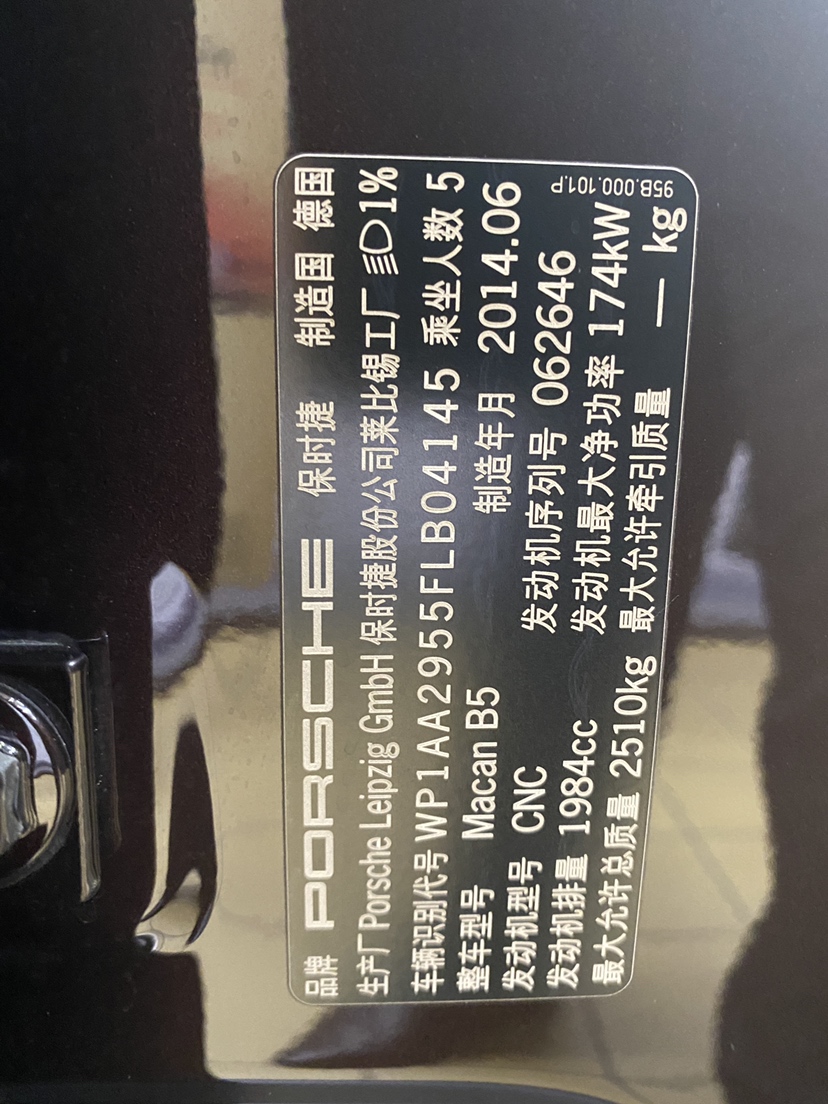 品牌 PORSCHE 保时捷 制造国 德国
生产厂 Porsche Leipzig GmbH 保时捷股份公司莱比锡工厂 1%
车辆识别代号 WP1AA2955FLB04145 乘坐人数 5
整车型号 Macan B5 制造年月 2014.06
发动机型号 CNC 发动机序列号 062646
发动机排量 1984cc 发动机最大净功率 174kW
最大允许总质量 2510kg 最大允许牵引质量 — kg
95B.000.101.P